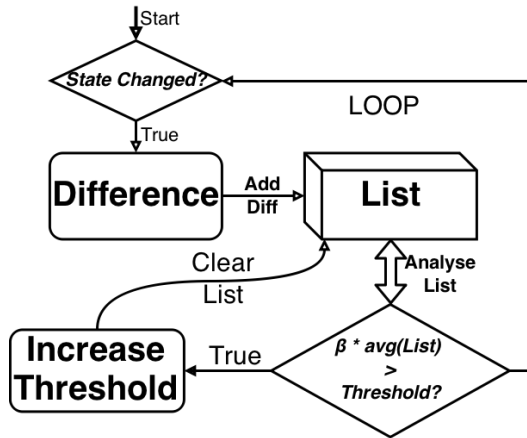 Start
State Changed?
LOOP
True
Difference
Add
Diff
List
Clear
List
Analyse
List
Increase
Threshold
True
β * avg(List)
>
Threshold?